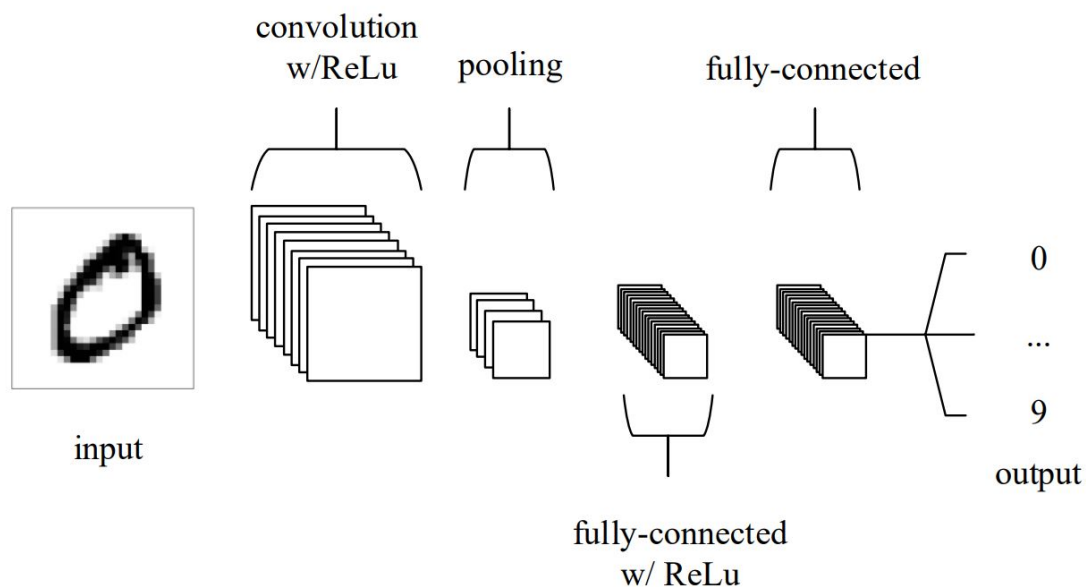 convolution
w/ReLu
pooling
fully-connected
input
0
...
9
output
fully-connected
w/ ReLu